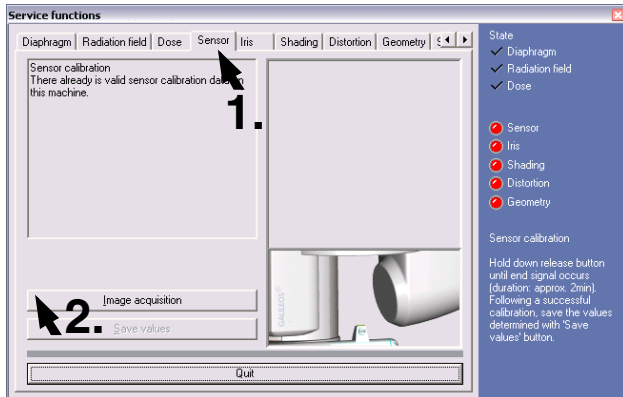 Service functions
Diaphragm
Radiation field
Dose
Sensor
Iris
Shading
Distortion
Geometry
Sensor calibration
There already is valid sensor calibration data
this machine.
1.
2.
Image acquisition
Save values
GALILEOS
Quit
State
Diaphragm
Radiation field
Dose
Sensor
Iris
Shading
Distortion
Geometry
Sensor calibration
Hold down release button
until end signal occurs
(duration: approx. 2min).
Following a successful
calibration, save the values
determined with 'Save
values' button.